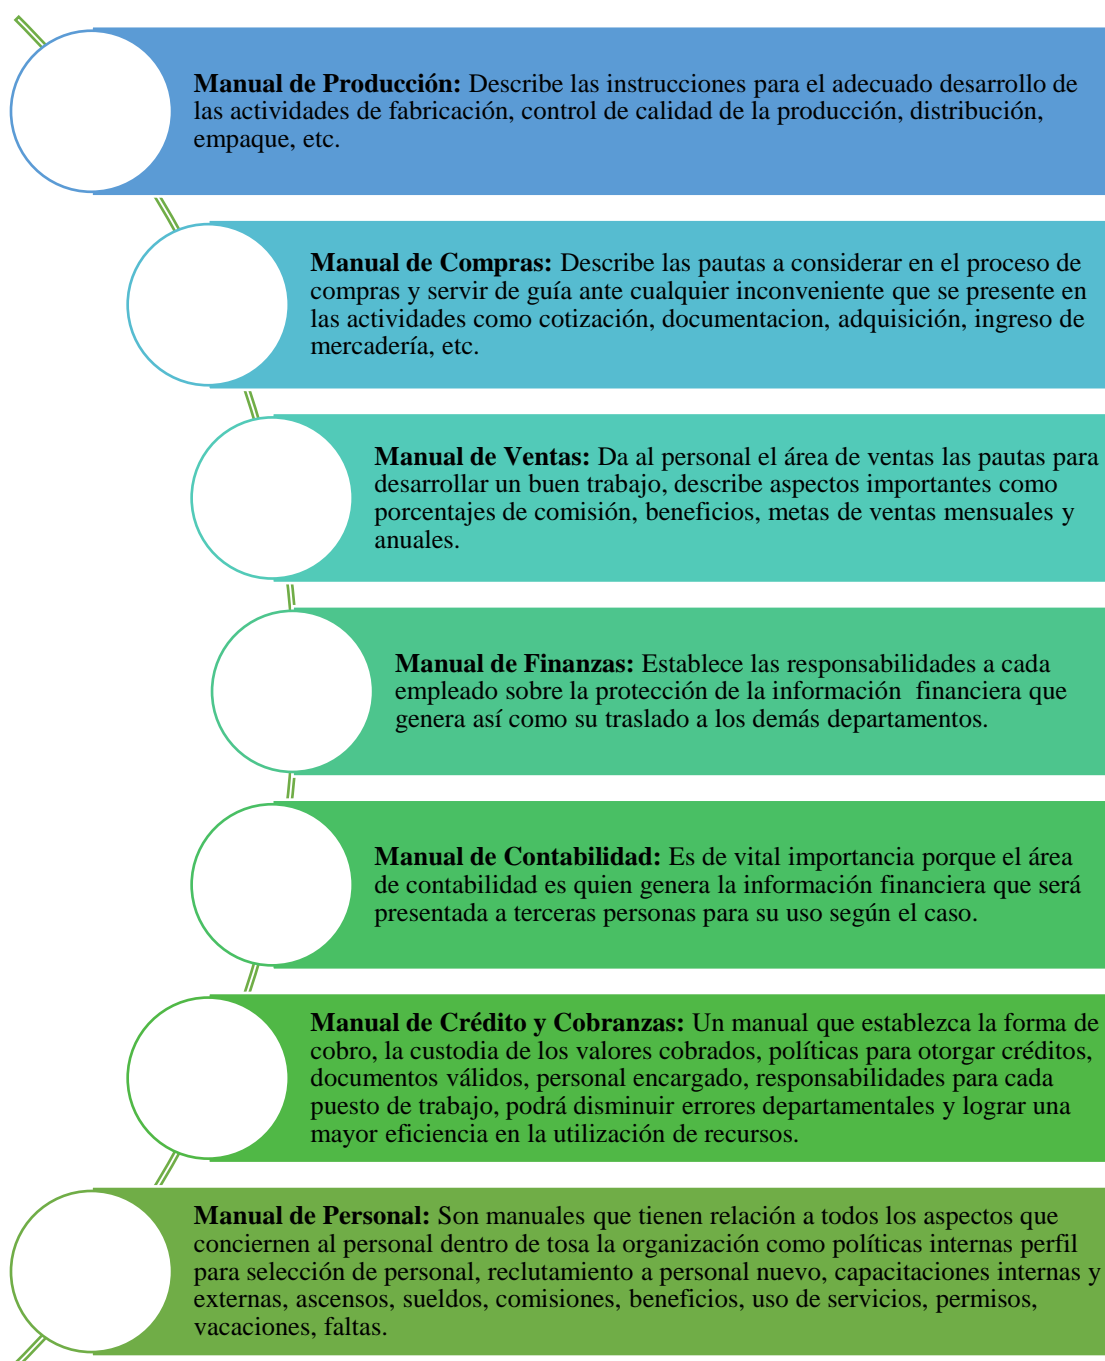 Manual de Producción: Describe las instrucciones para el adecuado desarrollo de
las actividades de fabricación, control de calidad de la producción, distribución,
empaque, etc.
Manual de Compras: Describe las pautas a considerar en el proceso de
compras y servir de guía ante cualquier inconveniente que se presente en
las actividades como cotización, documentacion, adquisición, ingreso de
mercadería, etc.
Manual de Ventas: Da al personal el área de ventas las pautas para
desarrollar un buen trabajo, describe aspectos importantes como
porcentajes de comisión, beneficios, metas de ventas mensuales y
anuales.
Manual de Finanzas: Establece las responsabilidades a cada
empleado sobre la protección de la información  financiera que
genera así como su traslado a los demás departamentos.
Manual de Contabilidad: Es de vital importancia porque el área
de contabilidad es quien genera la información financiera que será
presentada a terceras personas para su uso según el caso.
Manual de Crédito y Cobranzas: Un manual que establezca la forma de
cobro, la custodia de los valores cobrados, políticas para otorgar créditos,
documentos válidos, personal encargado, responsabilidades para cada
puesto de trabajo, podrá disminuir errores departamentales y lograr una
mayor eficiencia en la utilización de recursos.
Manual de Personal: Son manuales que tienen relación a todos los aspectos que
conciernen al personal dentro de tosa la organización como políticas internas perfil
para selección de personal, reclutamiento a personal nuevo, capacitaciones internas y
externas, ascensos, sueldos, comisiones, beneficios, uso de servicios, permisos,
vacaciones, faltas.